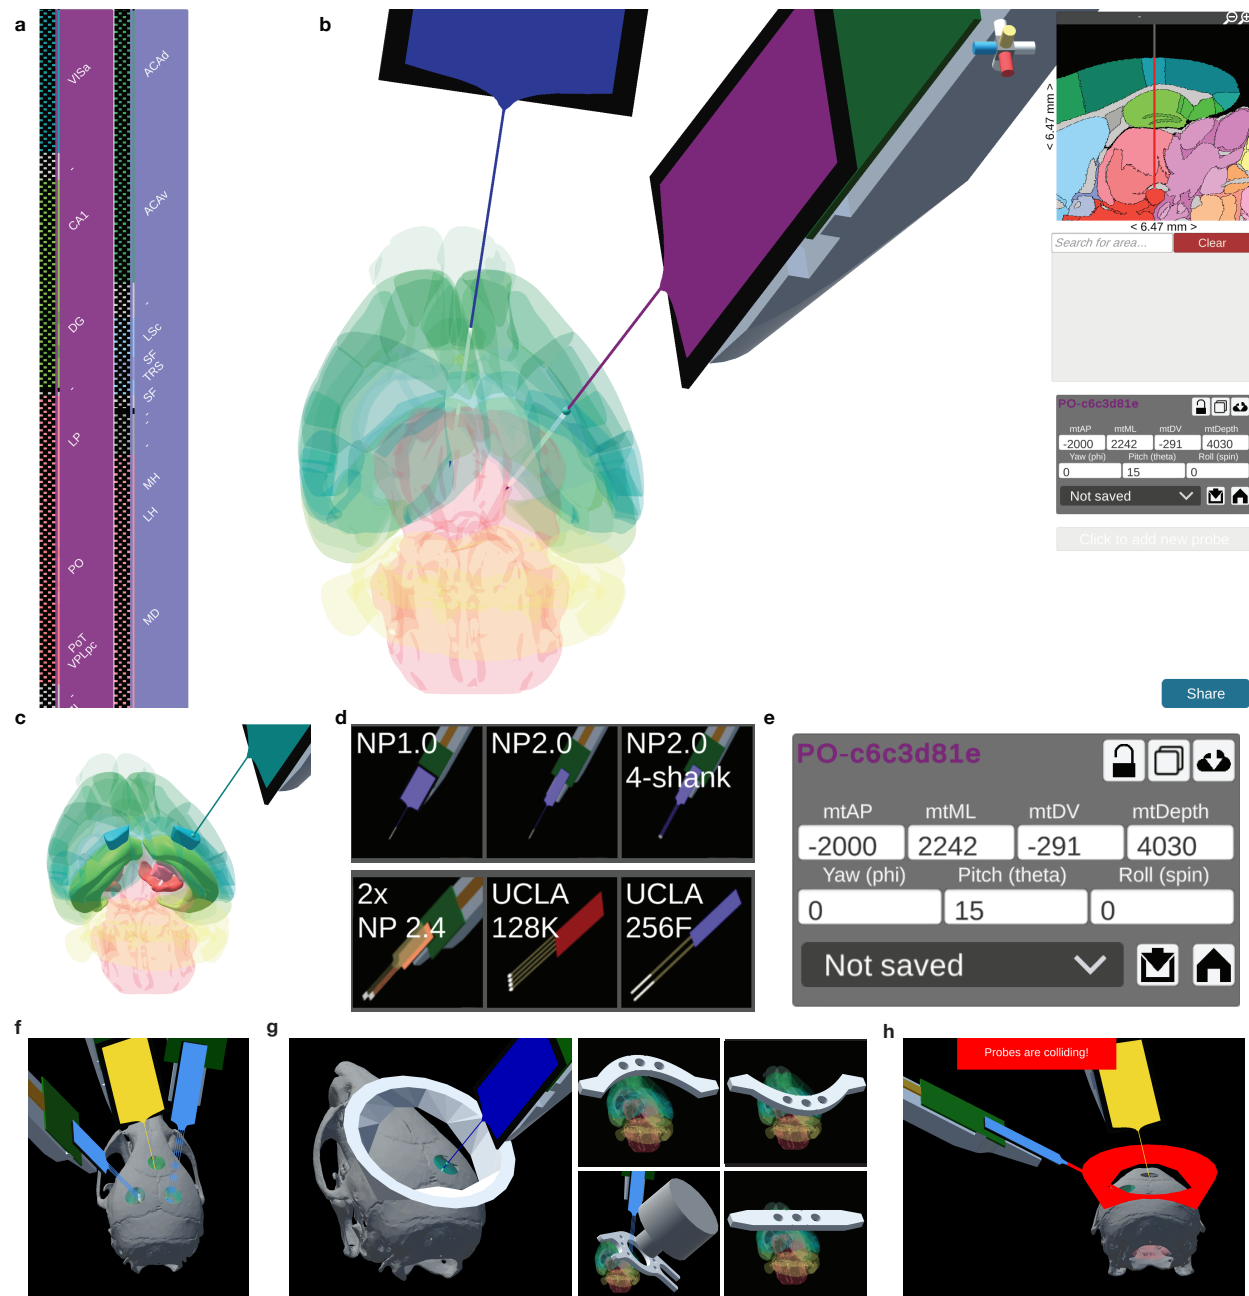 a
VISa
-
CA1
DG
-
LP
PO
PoT
VPLpc
-
ACAd
ACAv
-
LSc
SF
TRS
SF
-
-
-
MH
LH
MD
b
-
< 6.47 mm >
< 6.47 mm >
Search for area...
Clear
PO-c6c3d81e
mtAP mtML mtDV mtDepth
-2000 2242 -291 4030
Yaw (phi) Pitch (theta) Roll (spin)
0 15 0
Not saved
Click to add new probe
Share
c
d
NP1.0
NP2.0
NP2.0
4-shank
2x
NP 2.4
UCLA
128K
UCLA
256F
e
PO-c6c3d81e
mtAP mtML mtDV mtDepth
-2000 2242 -291 4030
Yaw (phi) Pitch (theta) Roll (spin)
0 15 0
Not saved
f
g
h
Probes are colliding!